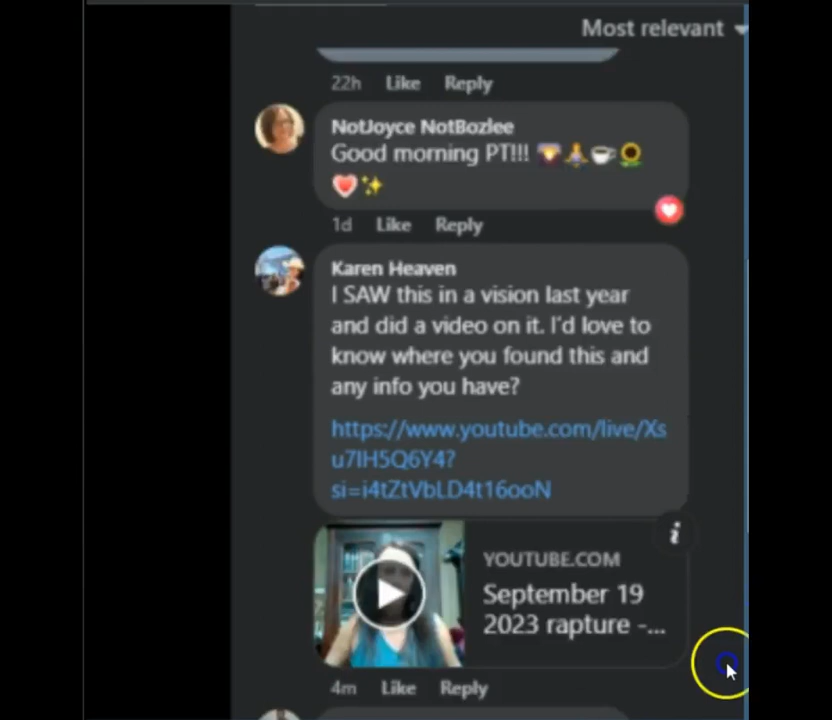 Most relevant
22h Like Reply
NotJoyce NotBozlee
Good morning PT!!! 🌄🧘☕🌻
❤️✨
1d Like Reply
Karen Heaven
I SAW this in a vision last year
and did a video on it. I'd love to
know where you found this and
any info you have?
https://www.youtube.com/live/Xs
u7IH5Q6Y4?
si=i4tZtVbLD4t16ooN
YOUTUBE.COM
September 19
2023 rapture -...
4m Like Reply